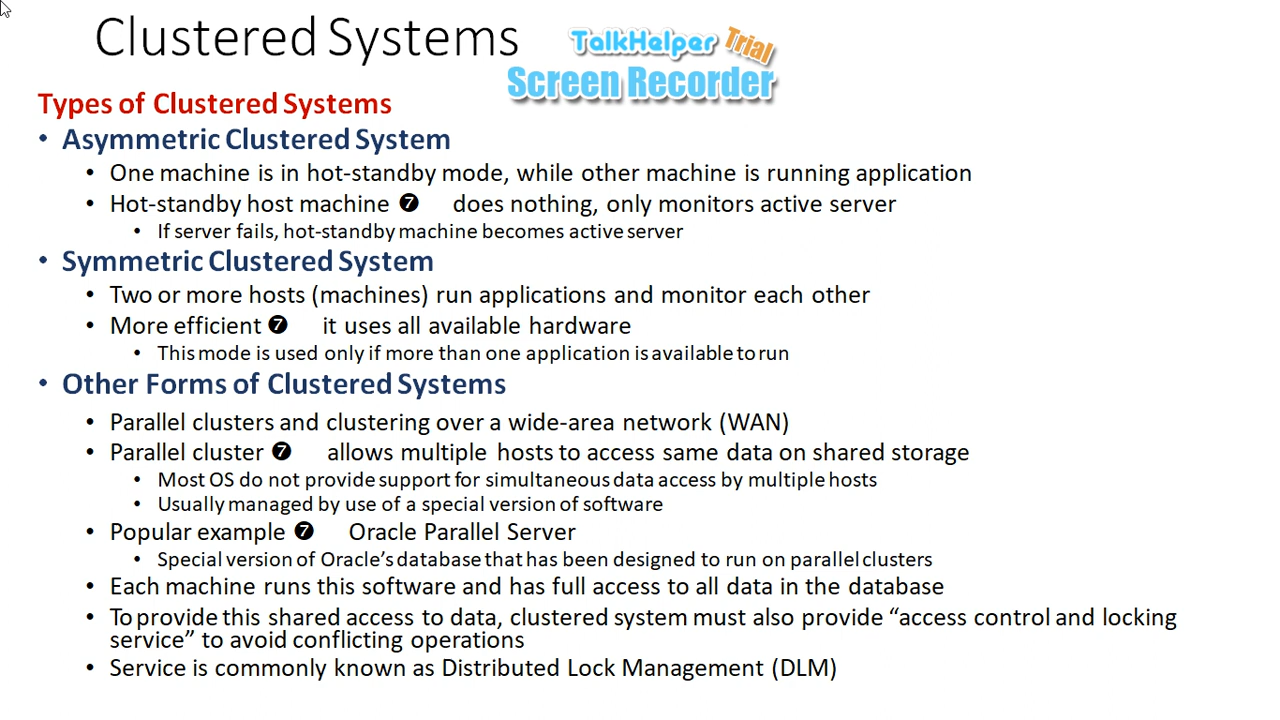 Clustered Systems
TalkHelper Trial
Screen Recorder
Types of Clustered Systems
• Asymmetric Clustered System
• One machine is in hot-standby mode, while other machine is running application
• Hot-standby host machine ❼ does nothing, only monitors active server
• If server fails, hot-standby machine becomes active server
• Symmetric Clustered System
• Two or more hosts (machines) run applications and monitor each other
• More efficient ❼ it uses all available hardware
• This mode is used only if more than one application is available to run
• Other Forms of Clustered Systems
• Parallel clusters and clustering over a wide-area network (WAN)
• Parallel cluster ❼ allows multiple hosts to access same data on shared storage
• Most OS do not provide support for simultaneous data access by multiple hosts
• Usually managed by use of a special version of software
• Popular example ❼ Oracle Parallel Server
• Special version of Oracle’s database that has been designed to run on parallel clusters
• Each machine runs this software and has full access to all data in the database
• To provide this shared access to data, clustered system must also provide “access control and locking
service” to avoid conflicting operations
• Service is commonly known as Distributed Lock Management (DLM)